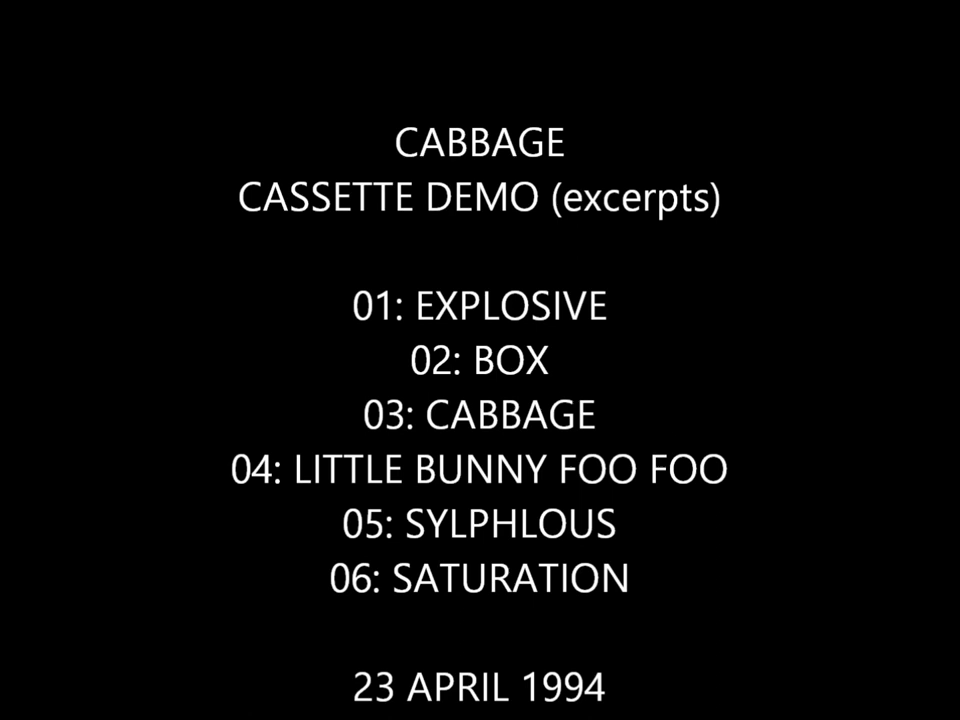 CABBAGE
CASSETTE DEMO (excerpts)
01: EXPLOSIVE
02: BOX
03: CABBAGE
04: LITTLE BUNNY FOO FOO
05: SYLPHLOUS
06: SATURATION
23 APRIL 1994